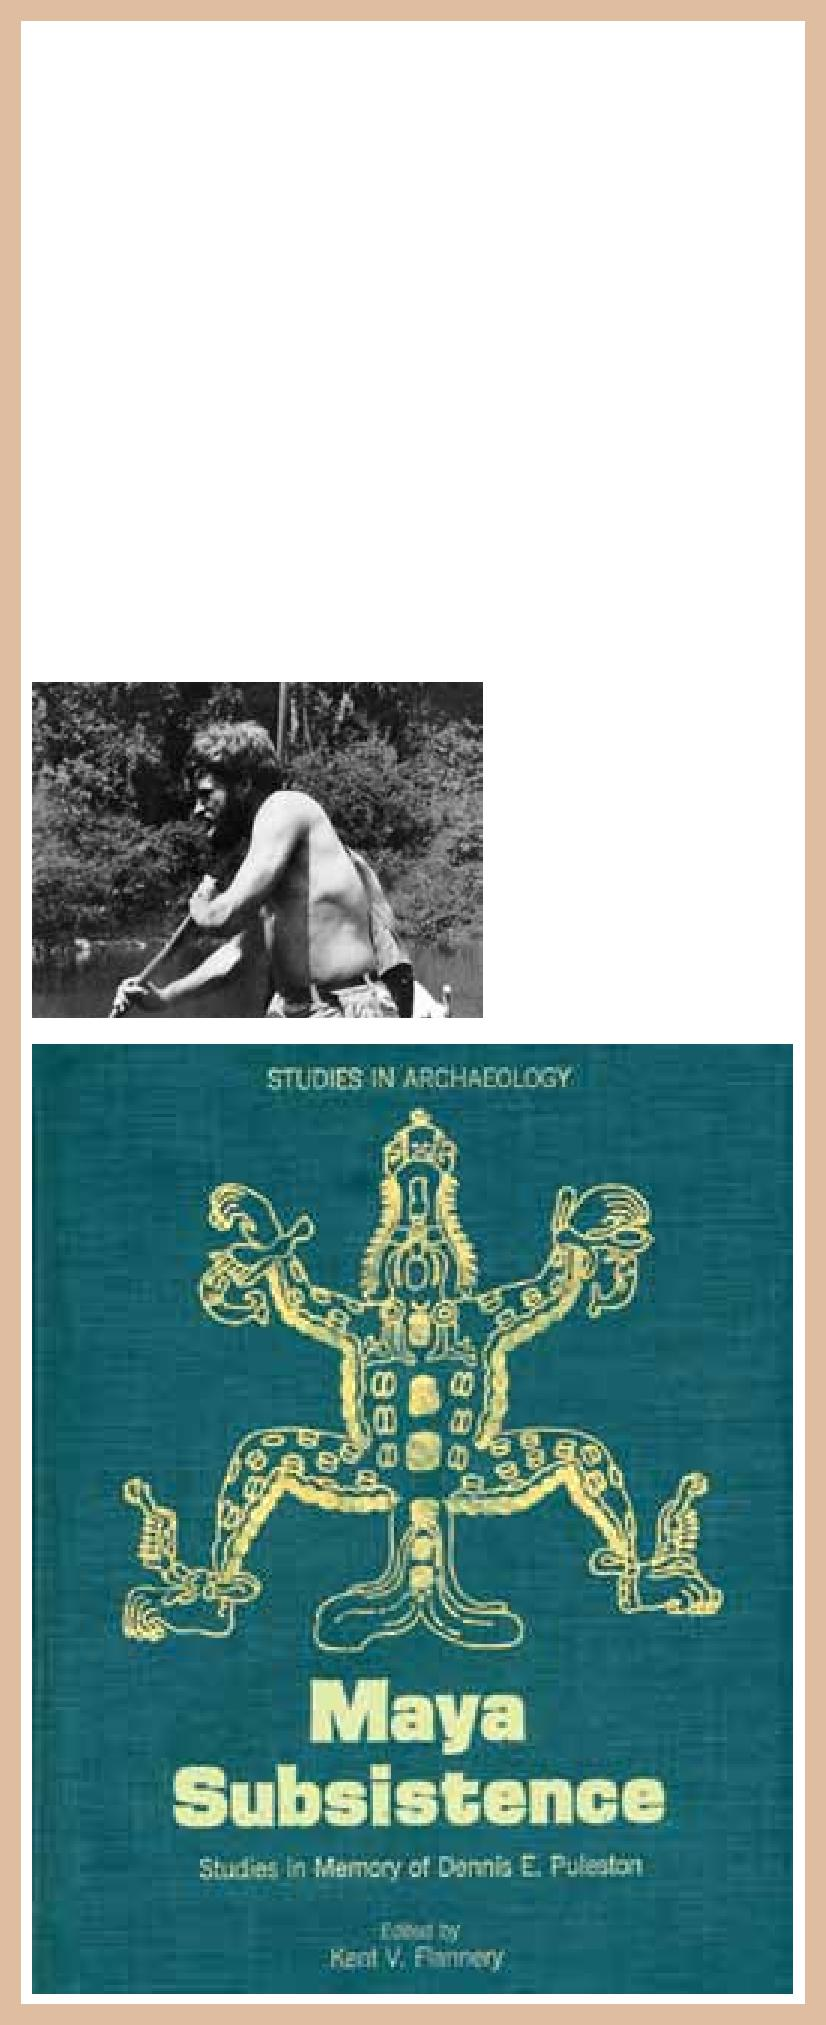 STUDIES IN ARCHAEOLOGY
Maya
Subsistence
Studies in Memory of Dennis E. Puleston
Edited by
Kent V. Flannery